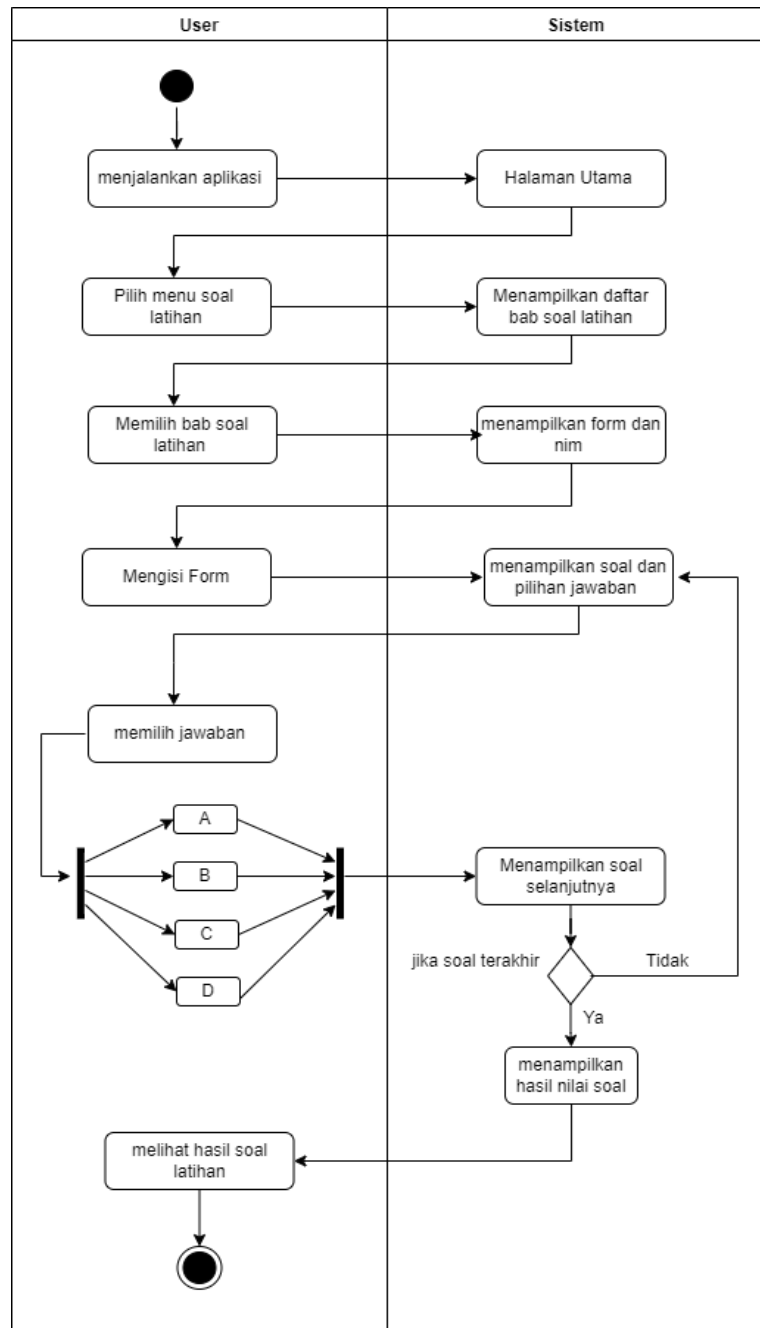 User
Sistem
menjalankan aplikasi
Halaman Utama
Pilih menu soal
latihan
Menampilkan daftar
bab soal latihan
Memilih bab soal
latihan
menampilkan form dan
nim
Mengisi Form
menampilkan soal dan
pilihan jawaban
memilih jawaban
A
B
C
D
Menampilkan soal
selanjutnya
jika soal terakhir
Tidak
Ya
menampilkan
hasil nilai soal
melihat hasil soal
latihan